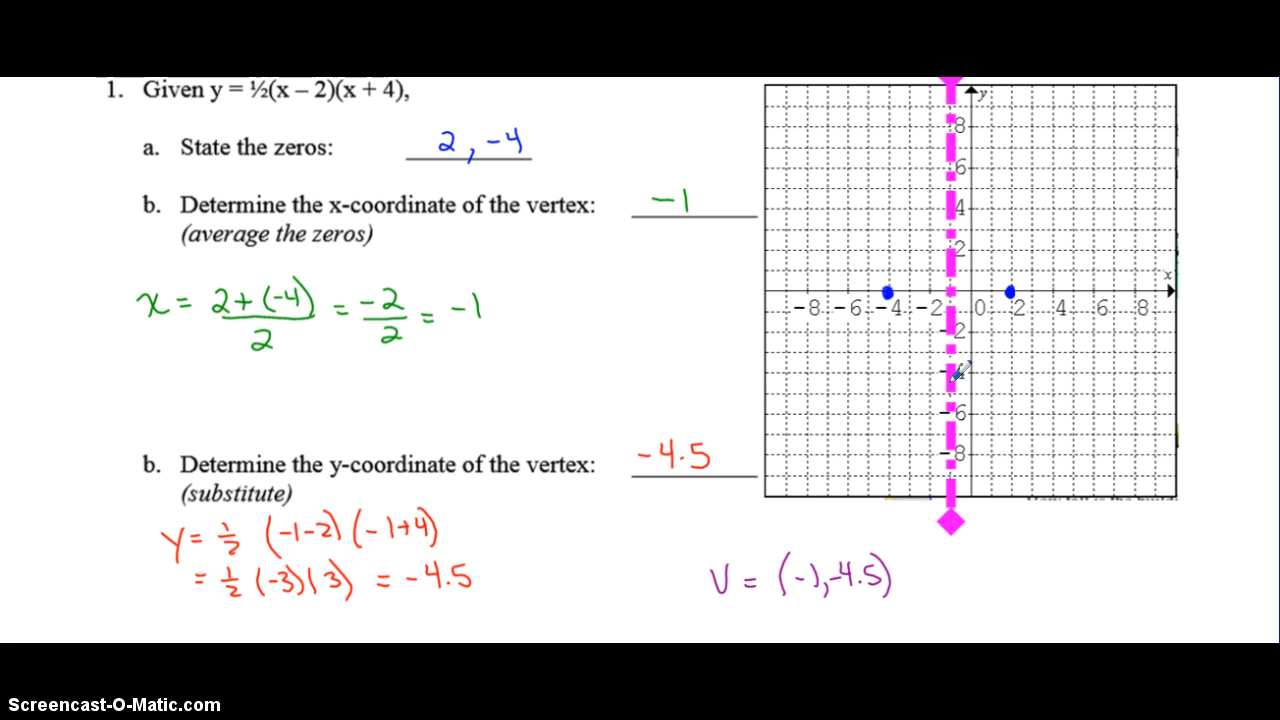 1. Given y = ½(x – 2)(x + 4),
a. State the zeros: 2, -4
b. Determine the x-coordinate of the vertex: -1
(average the zeros)
x = 2+(-4)/2 = -2/2 = -1
b. Determine the y-coordinate of the vertex: -4.5
(substitute)
y = 1/2 (-1-2)(-1+4)
= 1/2 (-3)(3) = -4.5
V = (-1,-4.5)
y
8
6
4
2
x
-8 -6 -4 -2 0 2 4 6 8
-2
-4
-6
-8
Screencast-O-Matic.com